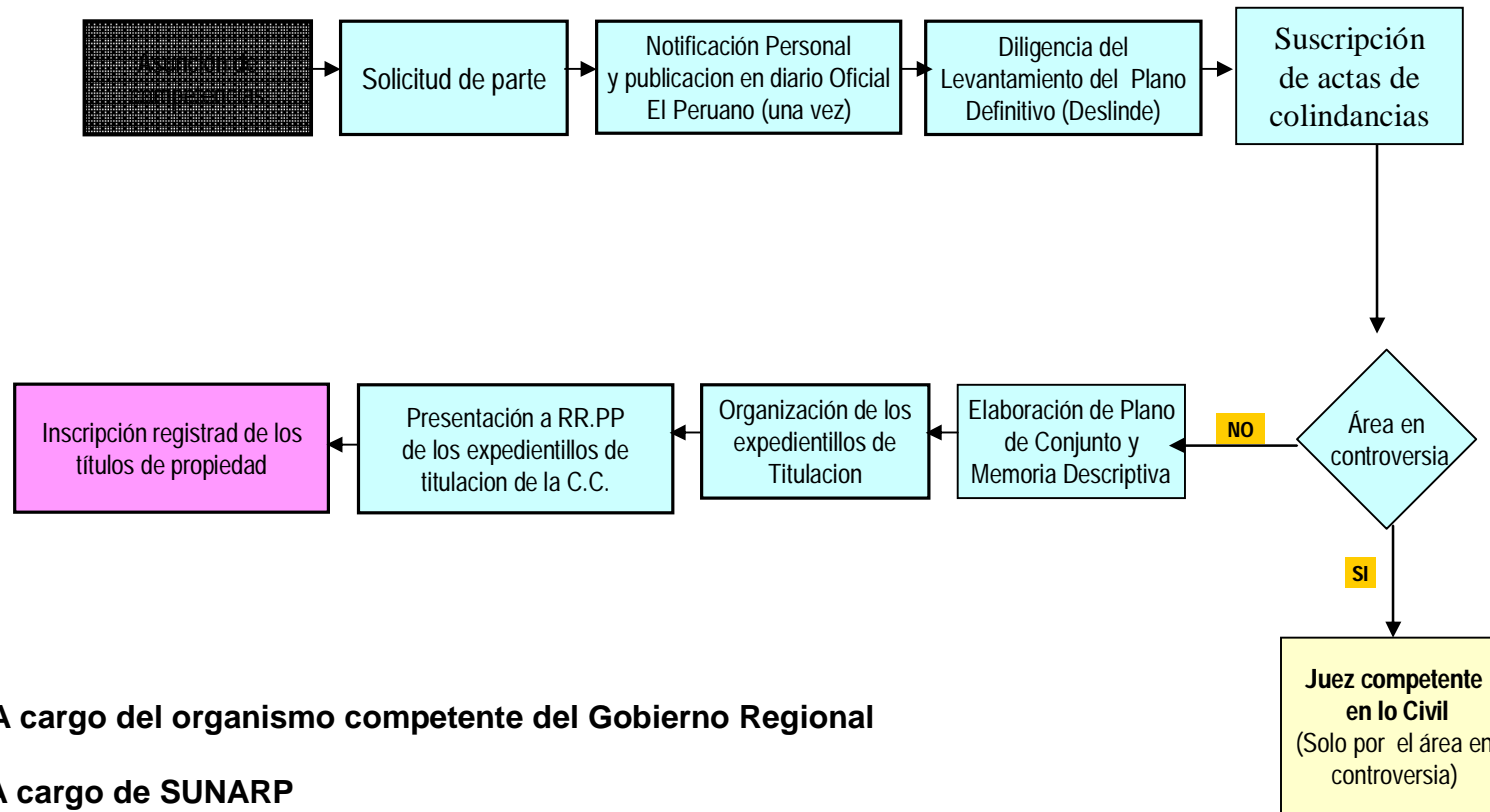 Asunción de
competencias
Solicitud de parte
Notificación Personal
y publicacion en diario Oficial
El Peruano (una vez)
Diligencia del
Levantamiento del Plano
Definitivo (Deslinde)
Suscripción
de actas de
colindancias
Inscripción registrad de los
títulos de propiedad
Presentación a RR.PP
de los expedientillos de
titulacion de la C.C.
Organización de los
expedientillos de
Titulacion
Elaboración de Plano
de Conjunto y
Memoria Descriptiva
NO
Área en
controversia
SI
Juez competente
en lo Civil
(Solo por el área en
controversia)
A cargo del organismo competente del Gobierno Regional
A cargo de SUNARP